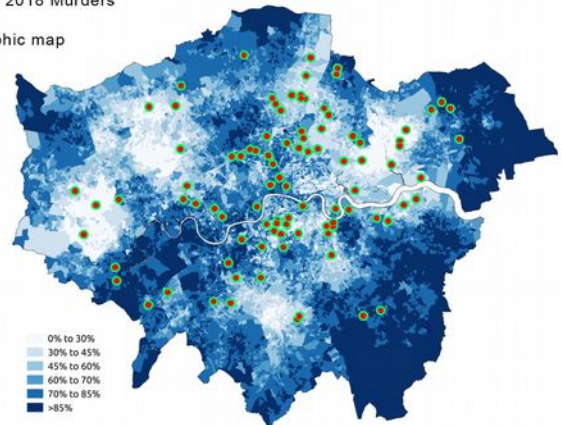 2018 Murders
phic map
0% to 30%
30% to 45%
45% to 60%
60% to 70%
70% to 85%
>85%